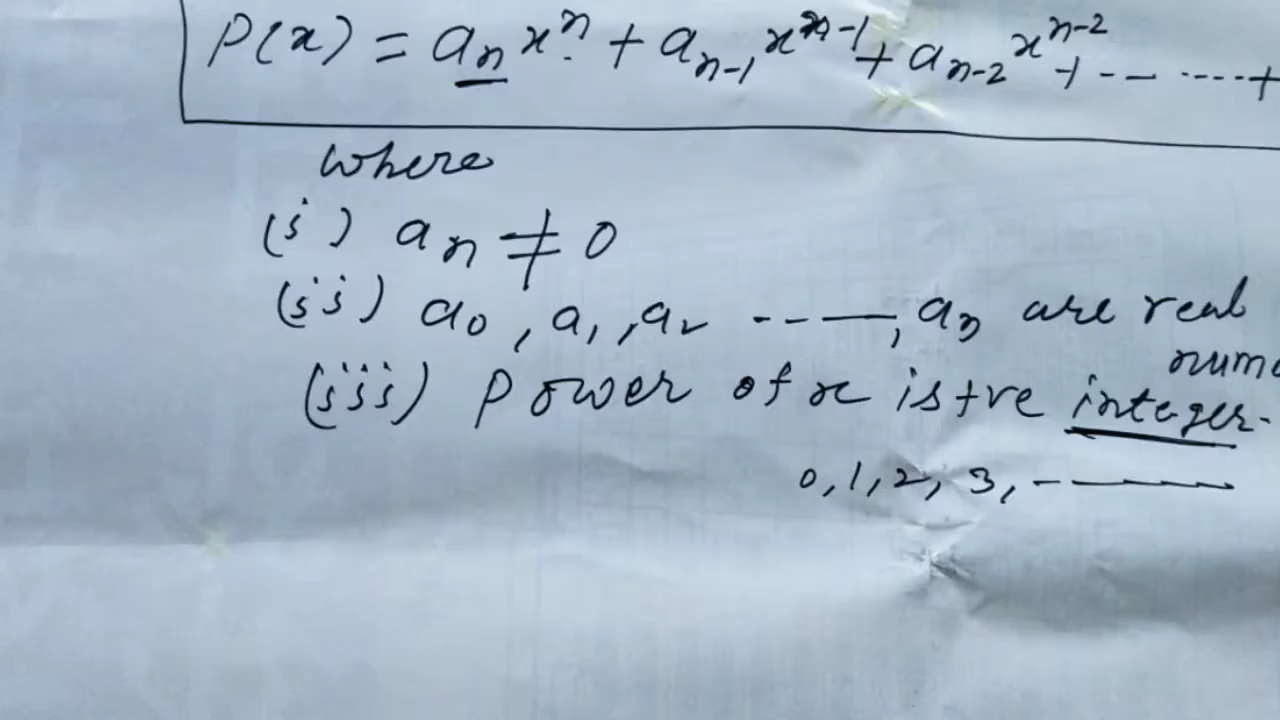 P(x) = aₙxⁿ + aₙ₋₁xⁿ⁻¹ + aₙ₋₂xⁿ⁻² + -- ----- +
where
(i) aₙ ≠ 0
(ii) a₀, a₁, a₂ -----, aₙ are real
(iii) Power of x is +ve integer.
0, 1, 2, 3, -----